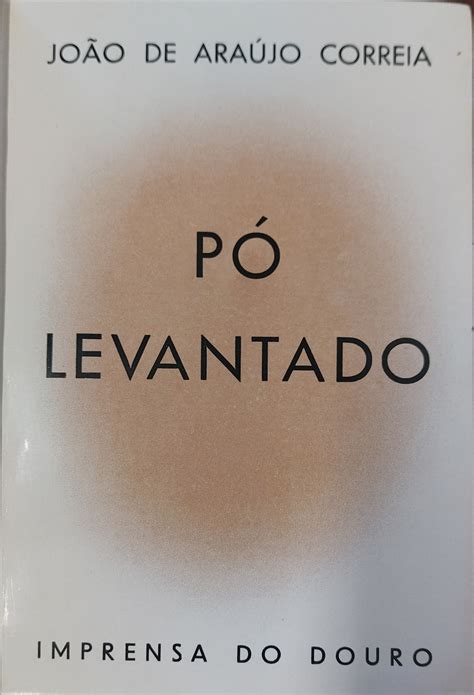 JOÃO DE ARAÚJO CORREIA
PÓ
LEVANTADO
IMPRENSA DO DOURO